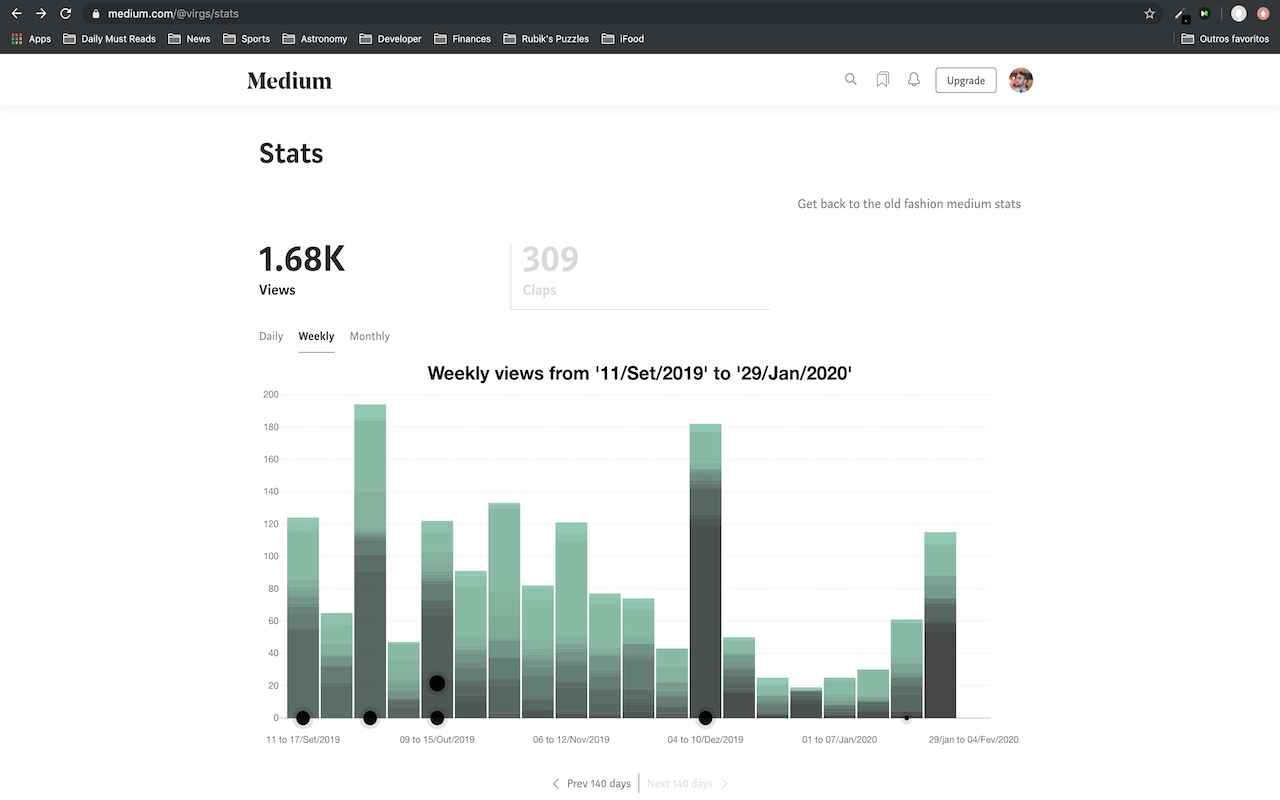 medium.com/@virgs/stats
Apps Daily Must Reads News Sports Astronomy Developer Finances Rubik's Puzzles iFood Outros favoritos
Medium Upgrade
Stats
Get back to the old fashion medium stats
1.68K 309
Views Claps
Daily Weekly Monthly
Weekly views from '11/Set/2019' to '29/Jan/2020'
200
180
160
140
120
100
80
60
40
20
0
11 to 17/Set/2019 09 to 15/Out/2019 06 to 12/Nov/2019 04 to 10/Dez/2019 01 to 07/Jan/2020 29/jan to 04/Fev/2020
Prev 140 days Next 140 days